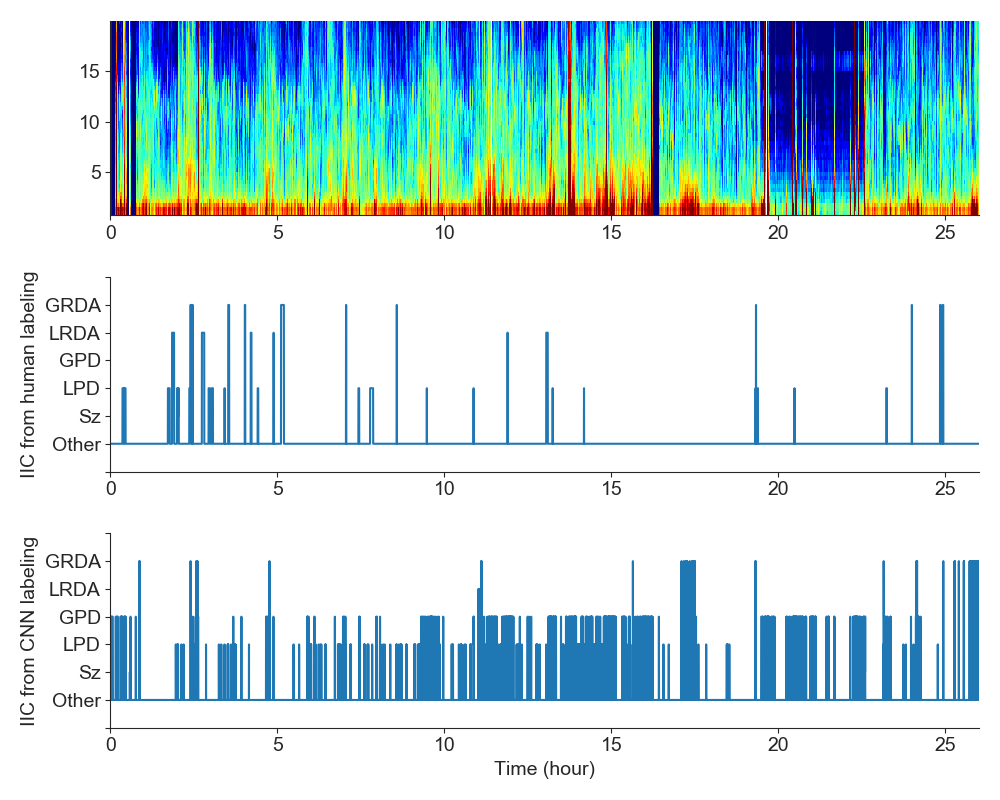 15
10
5
0 5 10 15 20 25
IIC from human labeling
GRDA
LRDA
GPD
LPD
Sz
Other
0 5 10 15 20 25
IIC from CNN labeling
GRDA
LRDA
GPD
LPD
Sz
Other
0 5 10 15 20 25
Time (hour)